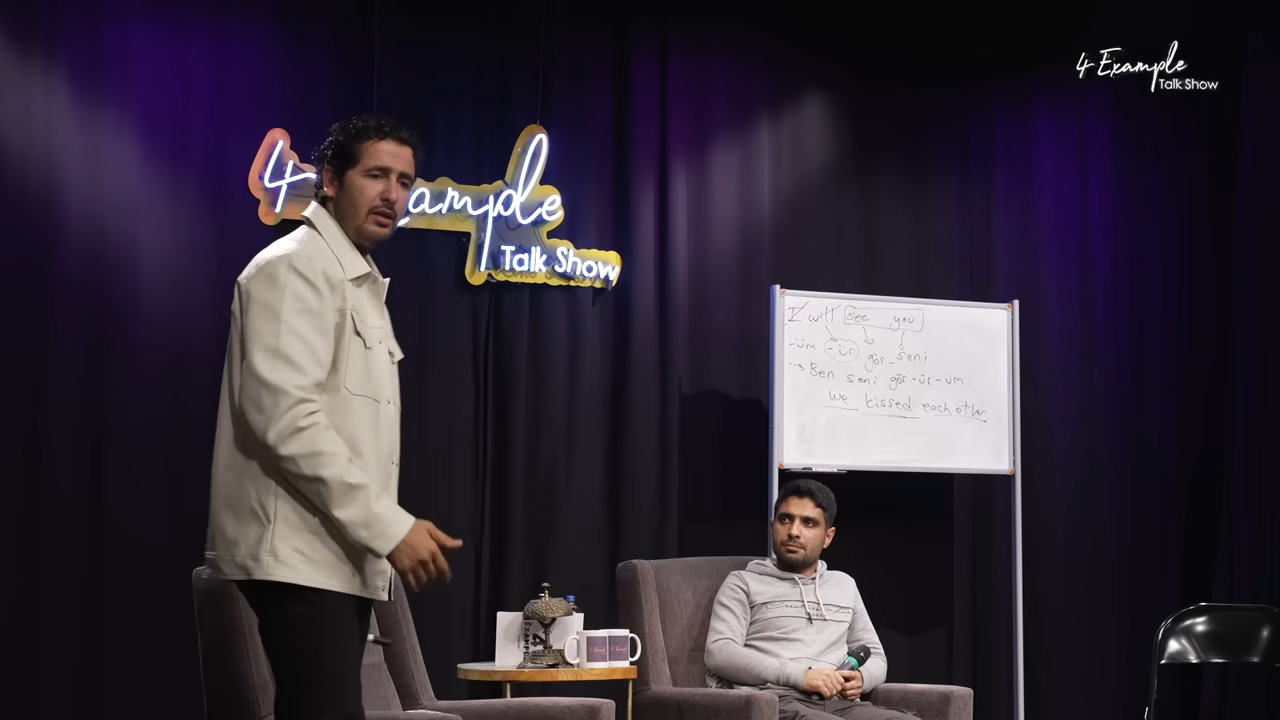 4 Example
Talk Show
4 ample
Talk Show
I will see you
-üm -ür gör- seni
Ben seni gör-ür-üm
we kissed each other